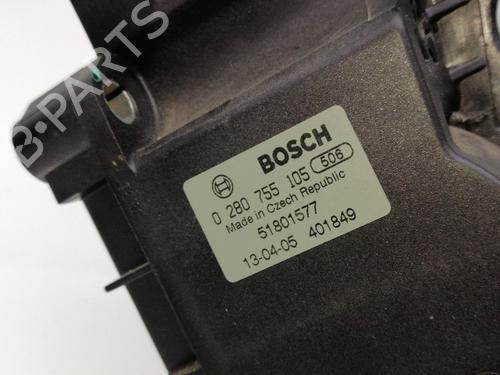 BOSCH
0 280 755 105 506
Made in Czech Republic
51801577
13-04-05 401849
B-PARTS